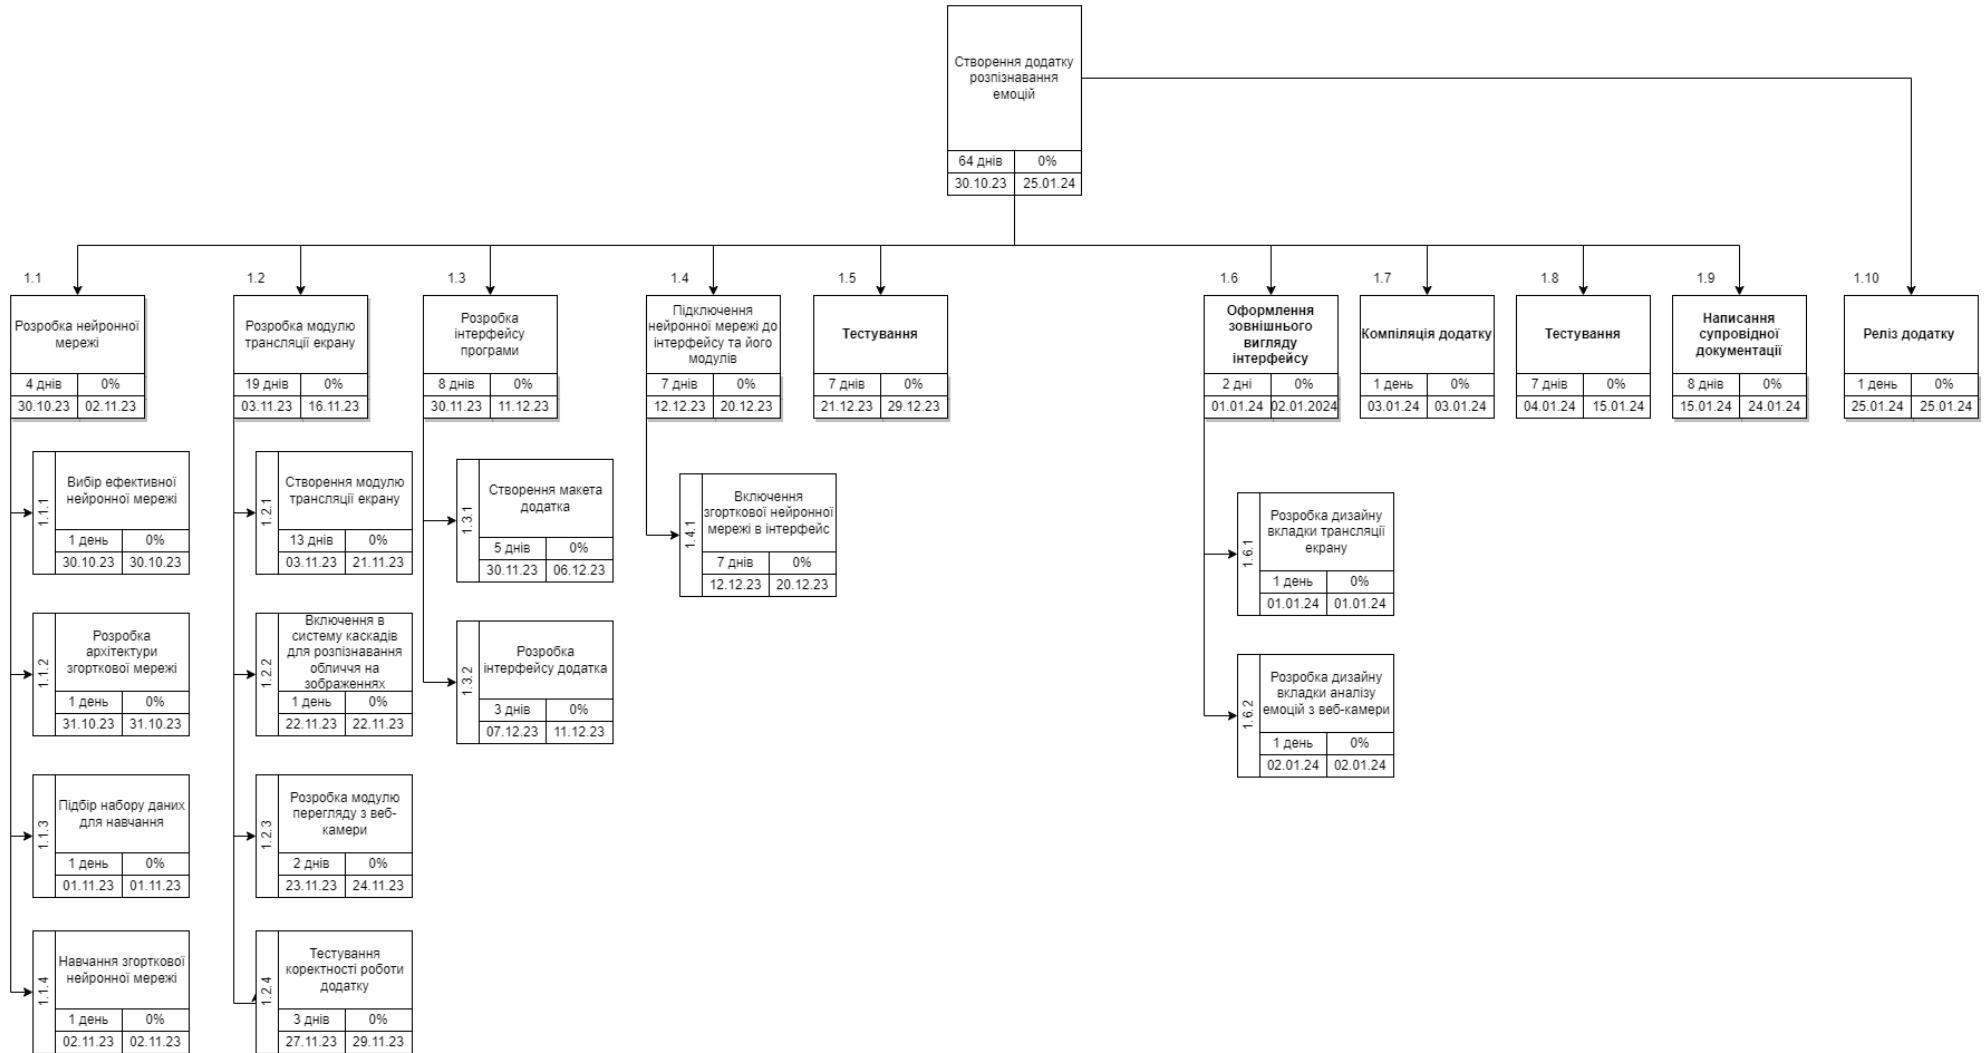 Створення додатку
розпізнавання
емоцій
64 днів 0%
30.10.23 25.01.24
1.1
Розробка нейронної
мережі
4 днів 0%
30.10.23 02.11.23
1.1.1
Вибір ефективної
нейронної мережі
1 день 0%
30.10.23 30.10.23
1.1.2
Розробка
архітектури
згорткової мережі
1 день 0%
31.10.23 31.10.23
1.1.3
Підбір набору даних
для навчання
1 день 0%
01.11.23 01.11.23
1.1.4
Навчання згорткової
нейронної мережі
1 день 0%
02.11.23 02.11.23
1.2
Розробка модулю
трансляції екрану
19 днів 0%
03.11.23 16.11.23
1.2.1
Створення модулю
трансляції екрану
13 днів 0%
03.11.23 21.11.23
1.2.2
Включення в
систему каскадів
для розпізнавання
обличчя на
зображеннях
1 день 0%
22.11.23 22.11.23
1.2.3
Розробка модулю
перегляду з веб-
камери
2 днів 0%
23.11.23 24.11.23
1.2.4
Тестування
коректності роботи
додатку
3 днів 0%
27.11.23 29.11.23
1.3
Розробка
інтерфейсу
програми
8 днів 0%
30.11.23 11.12.23
1.3.1
Створення макета
додатка
5 днів 0%
30.11.23 06.12.23
1.3.2
Розробка
інтерфейсу додатка
3 днів 0%
07.12.23 11.12.23
1.4
Підключення
нейронної мережі до
інтерфейсу та його
модулів
7 днів 0%
12.12.23 20.12.23
1.4.1
Включення
згорткової нейронної
мережі в інтерфейс
7 днів 0%
12.12.23 20.12.23
1.5
Тестування
7 днів 0%
21.12.23 29.12.23
1.6
Оформлення
зовнішнього
вигляду
інтерфейсу
2 дні 0%
01.01.24 02.01.2024
1.6.1
Розробка дизайну
вкладки трансляції
екрану
1 день 0%
01.01.24 01.01.24
1.6.2
Розробка дизайну
вкладки аналізу
емоцій з веб-камери
1 день 0%
02.01.24 02.01.24
1.7
Компіляція додатку
1 день 0%
03.01.24 03.01.24
1.8
Тестування
7 днів 0%
04.01.24 15.01.24
1.9
Написання
супровідної
документації
8 днів 0%
15.01.24 24.01.24
1.10
Реліз додатку
1 день 0%
25.01.24 25.01.24